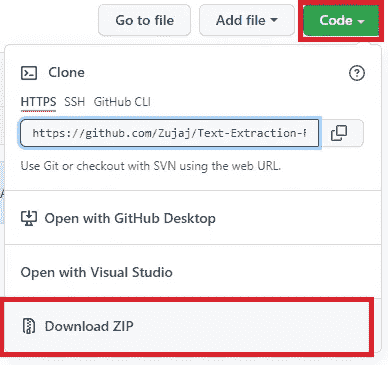 Go to file
Add file
Code
Clone
?
HTTPS SSH GitHub CLI
https://github.com/Zujaj/Text-Extraction-F
Use Git or checkout with SVN using the web URL.
Open with GitHub Desktop
Open with Visual Studio
Download ZIP